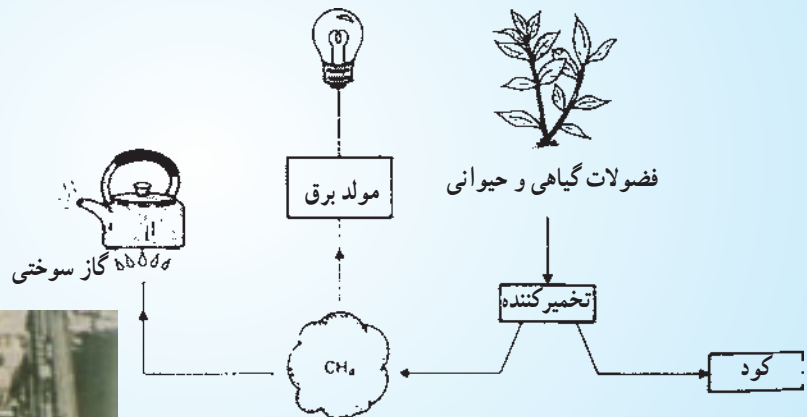 فضولات گیاهی و حیوانی
مولد برق
گاز سوختی
تخمیرکننده
CH₄
کود